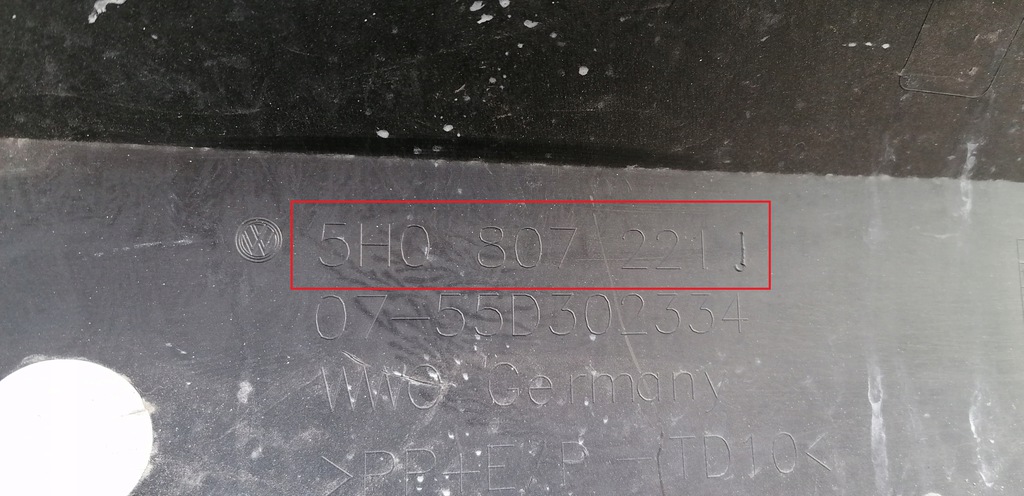 5H0 807 221 J
07-55D302334
WWO Germany
>PP+E/P-TD10<